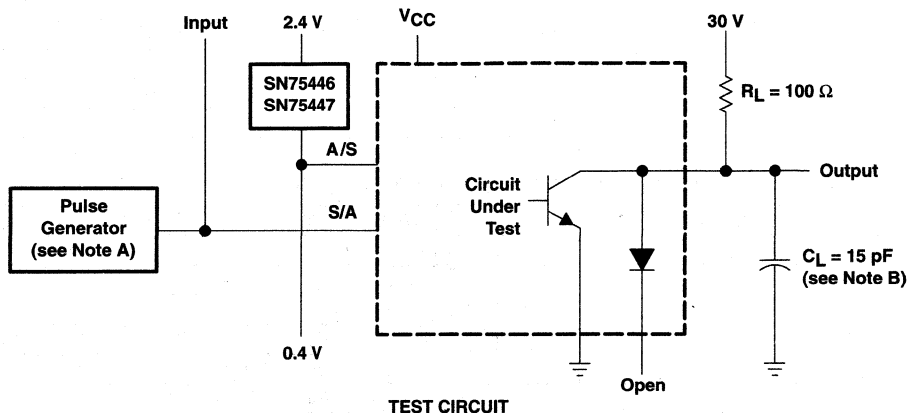 Input
2.4 V
VCC
30 V
SN75446
SN75447
RL = 100 Ω
A/S
Output
Circuit
Under
Test
Pulse
Generator
(see Note A)
S/A
CL = 15 pF
(see Note B)
0.4 V
Open
TEST CIRCUIT